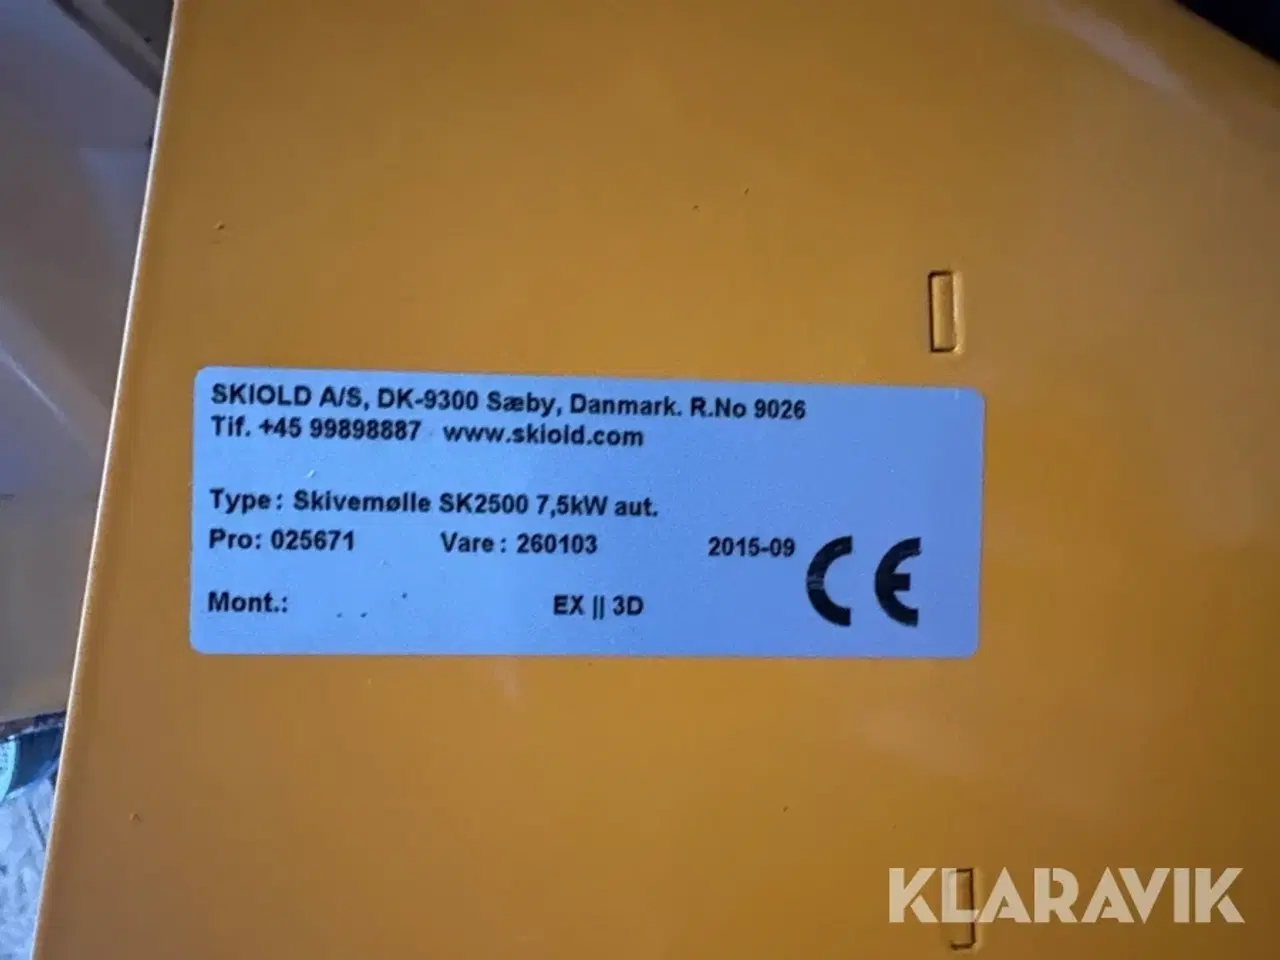 SKIOLD A/S, DK-9300 Sæby, Danmark. R.No 9026
Tif. +45 99898887 www.skiold.com
Type: Skivemølle SK2500 7,5kW aut.
Pro: 025671 Vare: 260103 2015-09 CE
Mont.: EX || 3D
KLARAVIK